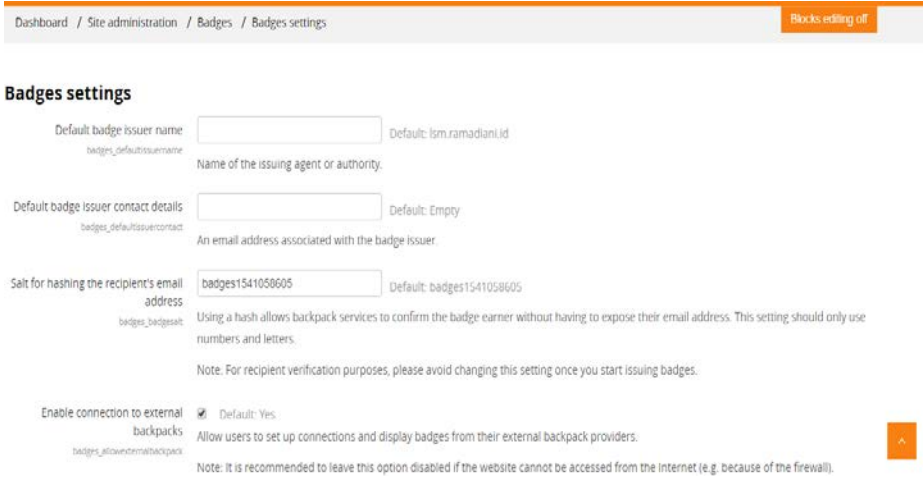 Dashboard / Site administration / Badges / Badges settings
Blocks editing off
Badges settings
Default badge issuer name
badges_defaultissuername
Default: lsm.ramadiani.id
Name of the issuing agent or authority.
Default badge issuer contact details
badges_defaultissuercontact
Default: Empty
An email address associated with the badge issuer.
Salt for hashing the recipient's email
address
badges_badgesalt
badges1541058605
Default: badges1541058605
Using a hash allows backpack services to confirm the badge earner without having to expose their email address. This setting should only use
numbers and letters.
Note: For recipient verification purposes, please avoid changing this setting once you start issuing badges.
Enable connection to external
backpacks
badges_allowexternalbackpack
Default: Yes
Allow users to set up connections and display badges from their external backpack providers.
Note: It is recommended to leave this option disabled if the website cannot be accessed from the Internet (e.g. because of the firewall).